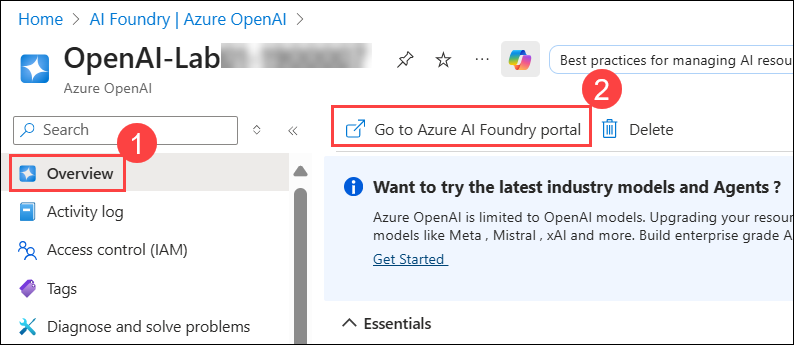 Home > AI Foundry | Azure OpenAI >
OpenAI-Lab
Azure OpenAI
Best practices for managing AI resou
2
Search
Go to Azure AI Foundry portal
Delete
1
Overview
Activity log
Access control (IAM)
Tags
Diagnose and solve problems
Want to try the latest industry models and Agents ?
Azure OpenAI is limited to OpenAI models. Upgrading your resou
models like Meta , Mistral , xAI and more. Build enterprise grade A
Get Started
Essentials